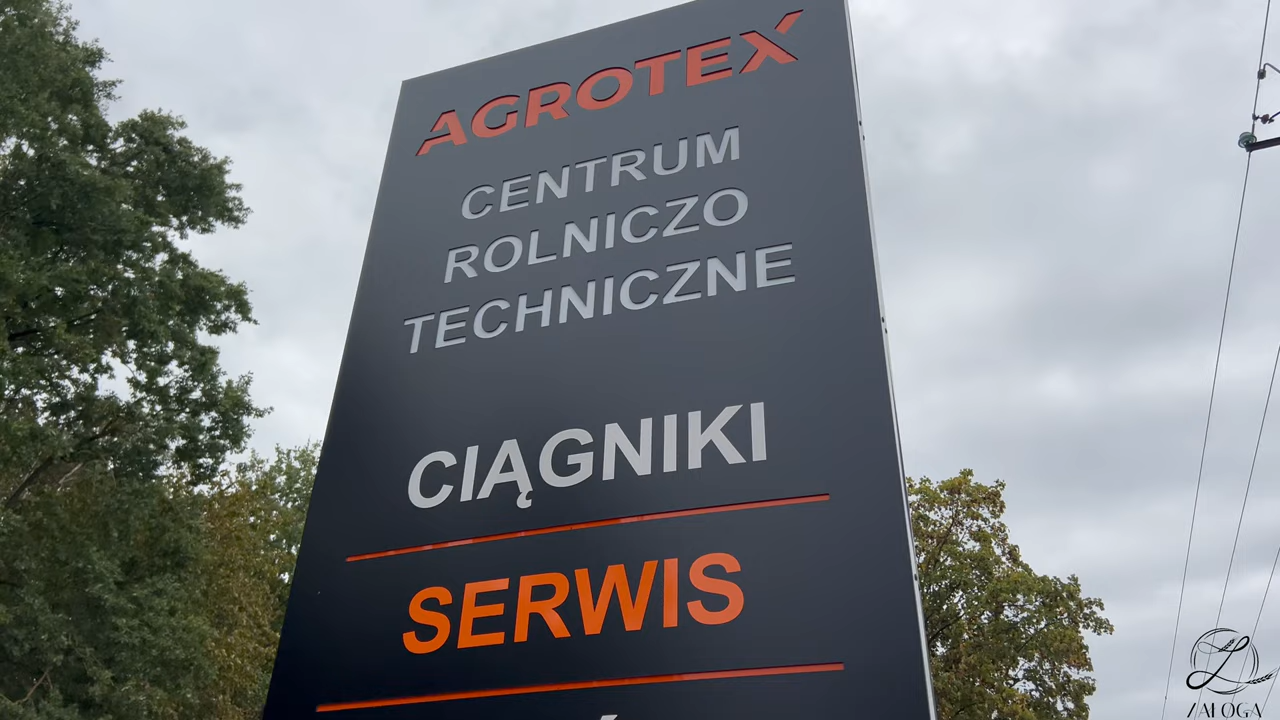 AGROTEX
CENTRUM
ROLNICZO
TECHNICZNE
CIĄGNIKI
SERWIS
ZAŁOGA